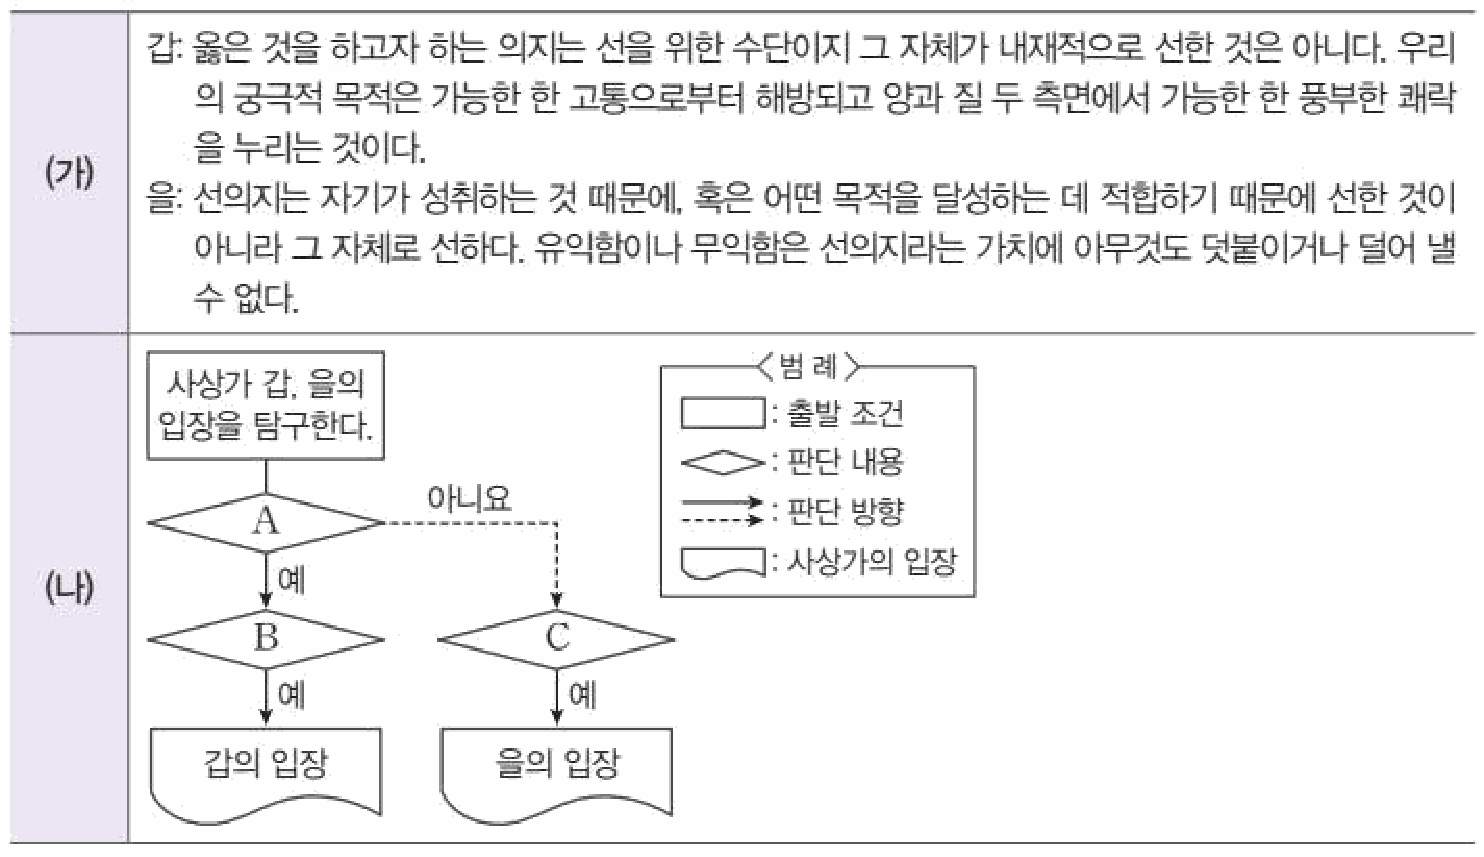 (가)
갑: 옳은 것을 하고자 하는 의지는 선을 위한 수단이지 그 자체가 내재적으로 선한 것은 아니다. 우리
의 궁극적 목적은 가능한 한 고통으로부터 해방되고 양과 질 두 측면에서 가능한 한 풍부한 쾌락
을 누리는 것이다.
을: 선의지는 자기가 성취하는 것 때문에, 혹은 어떤 목적을 달성하는 데 적합하기 때문에 선한 것이
아니라 그 자체로 선하다. 유익함이나 무익함은 선의지라는 가치에 아무것도 덧붙이거나 덜어 낼
수 없다.
(나)
사상가 갑, 을의
입장을 탐구한다.
A
아니요
예
B
C
예
예
갑의 입장
을의 입장
〈범 례〉
: 출발 조건
: 판단 내용
: 판단 방향
: 사상가의 입장